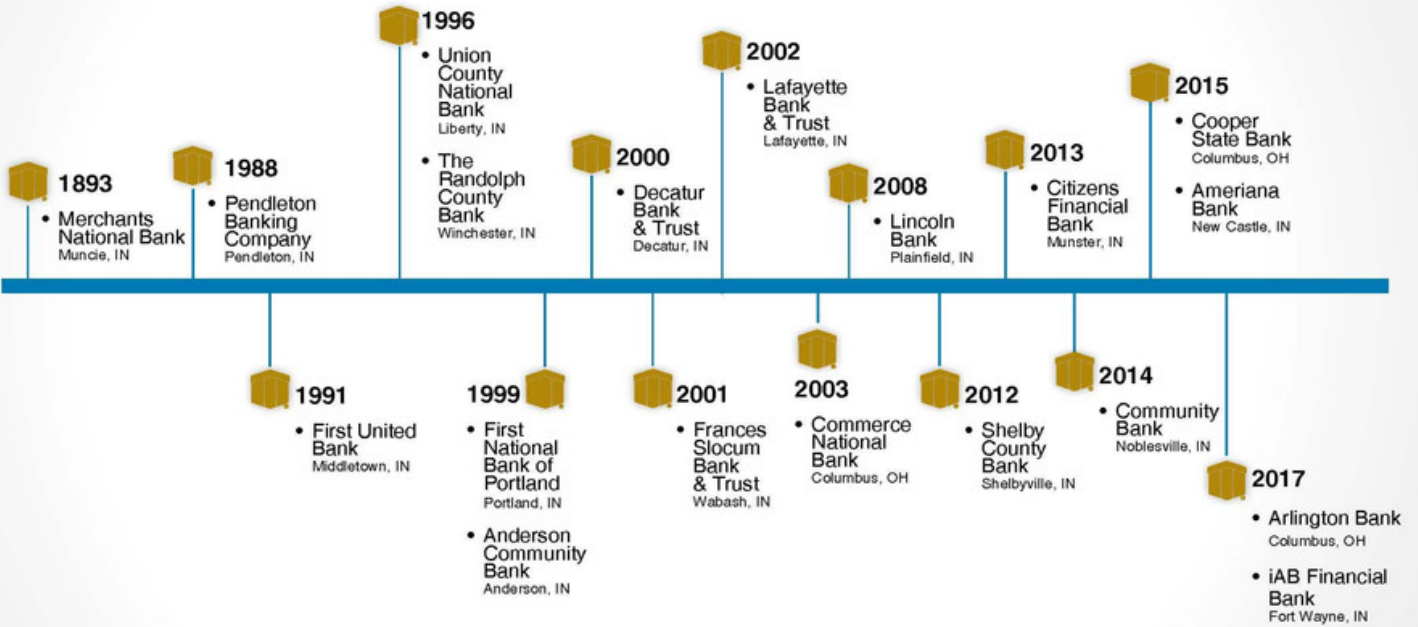 1893
• Merchants
National Bank
Muncie, IN
1988
• Pendleton
Banking
Company
Pendleton, IN
1991
• First United
Bank
Middletown, IN
1996
• Union
County
National
Bank
Liberty, IN
• The
Randolph
County
Bank
Winchester, IN
1999
• First
National
Bank of
Portland
Portland, IN
• Anderson
Community
Bank
Anderson, IN
2000
• Decatur
Bank
& Trust
Decatur, IN
2001
• Frances
Slocum
Bank
& Trust
Wabash, IN
2002
• Lafayette
Bank
& Trust
Lafayette, IN
2003
• Commerce
National
Bank
Columbus, OH
2008
• Lincoln
Bank
Plainfield, IN
2012
• Shelby
County
Bank
Shelbyville, IN
2013
• Citizens
Financial
Bank
Munster, IN
2014
• Community
Bank
Noblesville, IN
2015
• Cooper
State Bank
Columbus, OH
• Ameriana
Bank
New Castle, IN
2017
• Arlington Bank
Columbus, OH
• iAB Financial
Bank
Fort Wayne, IN